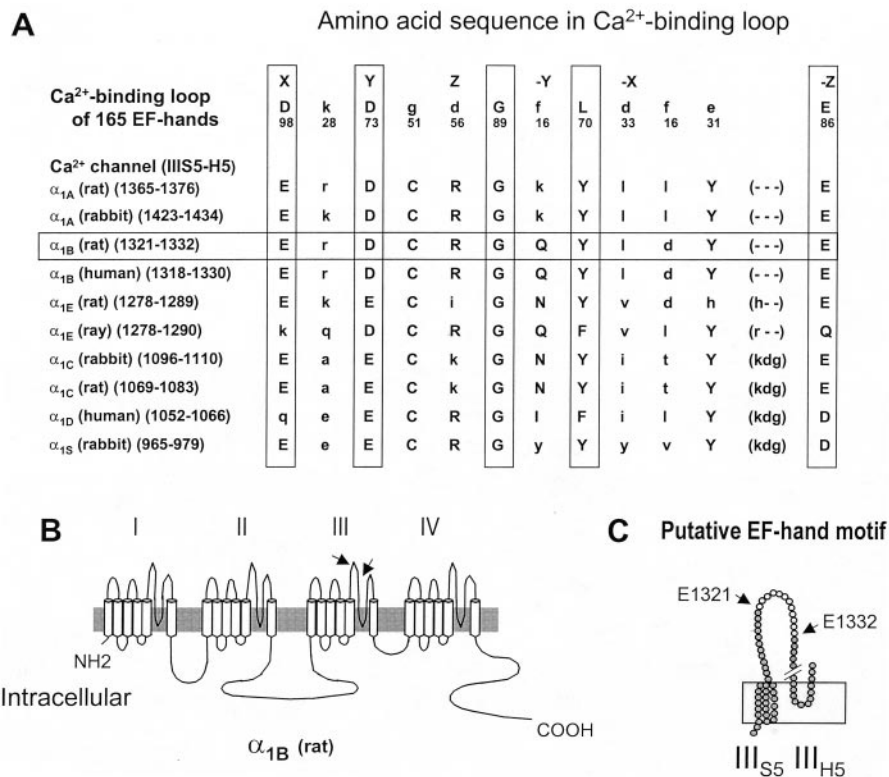 A
Amino acid sequence in Ca2+-binding loop
X Y Z -Y -X -Z
Ca2+-binding loop D k D g d G f L d f e E
of 165 EF-hands 98 28 73 51 56 89 16 70 33 16 31 86
Ca2+ channel (IIIS5-H5)
α1A (rat) (1365-1376) E r D C R G k Y I l Y (- - -) E
α1A (rabbit) (1423-1434) E k D C R G k Y I l Y (- - -) E
α1B (rat) (1321-1332) E r D C R G Q Y I d Y (- - -) E
α1B (human) (1318-1330) E r D C R G Q Y I d Y (- - -) E
α1E (rat) (1278-1289) E k E C i G N Y v d h (h- -) E
α1E (ray) (1278-1290) k q D C R G Q F v l Y (r - -) Q
α1C (rabbit) (1096-1110) E a E C k G N Y i t Y (kdg) E
α1C (rat) (1069-1083) E a E C k G N Y i t Y (kdg) E
α1D (human) (1052-1066) q e E C R G I F i l Y (kdg) D
α1S (rabbit) (965-979) E e E C R G y Y y v Y (kdg) D
B
I II III IV
NH2
Intracellular
COOH
α1B (rat)
C Putative EF-hand motif
E1321
E1332
IIIS5 IIIH5